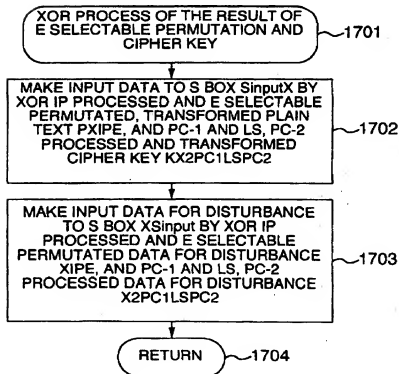 XOR PROCESS OF THE RESULT OF
E SELECTABLE PERMUTATION AND
CIPHER KEY
1701
MAKE INPUT DATA TO S BOX SinputX BY
XOR IP PROCESSED AND E SELECTABLE
PERMUTATED, TRANSFORMED PLAIN
TEXT PXIPE, AND PC-1 AND LS, PC-2
PROCESSED AND TRANSFORMED
CIPHER KEY KX2PC1LSPC2
1702
MAKE INPUT DATA FOR DISTURBANCE
TO S BOX XSinput BY XOR IP
PROCESSED AND E SELECTABLE
PERMUTATED DATA FOR DISTURBANCE
XIPE, AND PC-1 AND LS, PC-2
PROCESSED DATA FOR DISTURBANCE
X2PC1LSPC2
1703
RETURN
1704